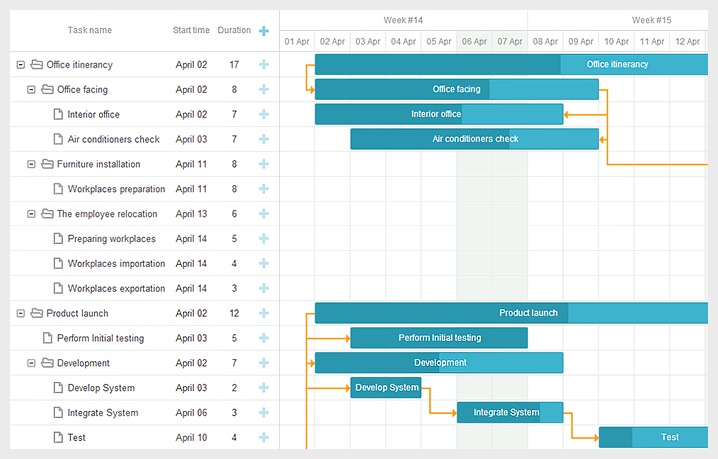 Task name Start time Duration Week #14 Week #15
01 Apr 02 Apr 03 Apr 04 Apr 05 Apr 06 Apr 07 Apr 08 Apr 09 Apr 10 Apr 11 Apr 12 Apr
Office itinerancy April 02 17 Office itinerancy
Office facing April 02 8 Office facing
Interior office April 02 7 Interior office
Air conditioners check April 03 7 Air conditioners check
Furniture installation April 11 8
Workplaces preparation April 11 8
The employee relocation April 13 6
Preparing workplaces April 14 5
Workplaces importation April 14 4
Workplaces exportation April 14 3
Product launch April 02 12 Product launch
Perform Initial testing April 03 5 Perform Initial testing
Development April 02 7 Development
Develop System April 03 2 Develop System
Integrate System April 06 3 Integrate System
Test April 10 4 Test